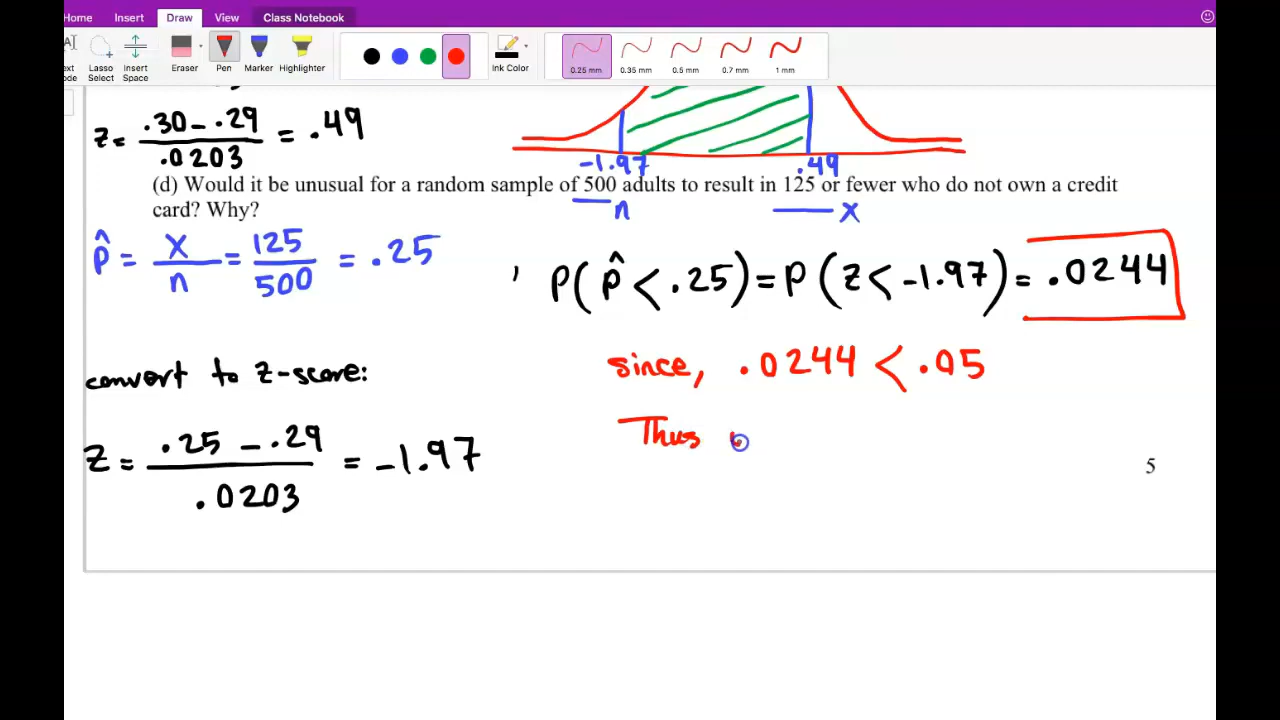 Home Insert Draw View Class Notebook
Lasso Select
Insert Space
Eraser
Pen
Marker
Highlighter
Ink Color
0.25 mm
0.35 mm
0.5 mm
0.7 mm
1 mm
z = .30 - .29 / .0203 = .49
-1.97 .49
(d) Would it be unusual for a random sample of 500 adults to result in 125 or fewer who do not own a credit
card? Why?
n x
p̂ = x / n = 125 / 500 = .25
P( p̂ < .25) = P( Z < -1.97) = .0244
since, .0244 < .05
convert to z-score:
Thus
Z = .25 - .29 / .0203 = -1.97
5